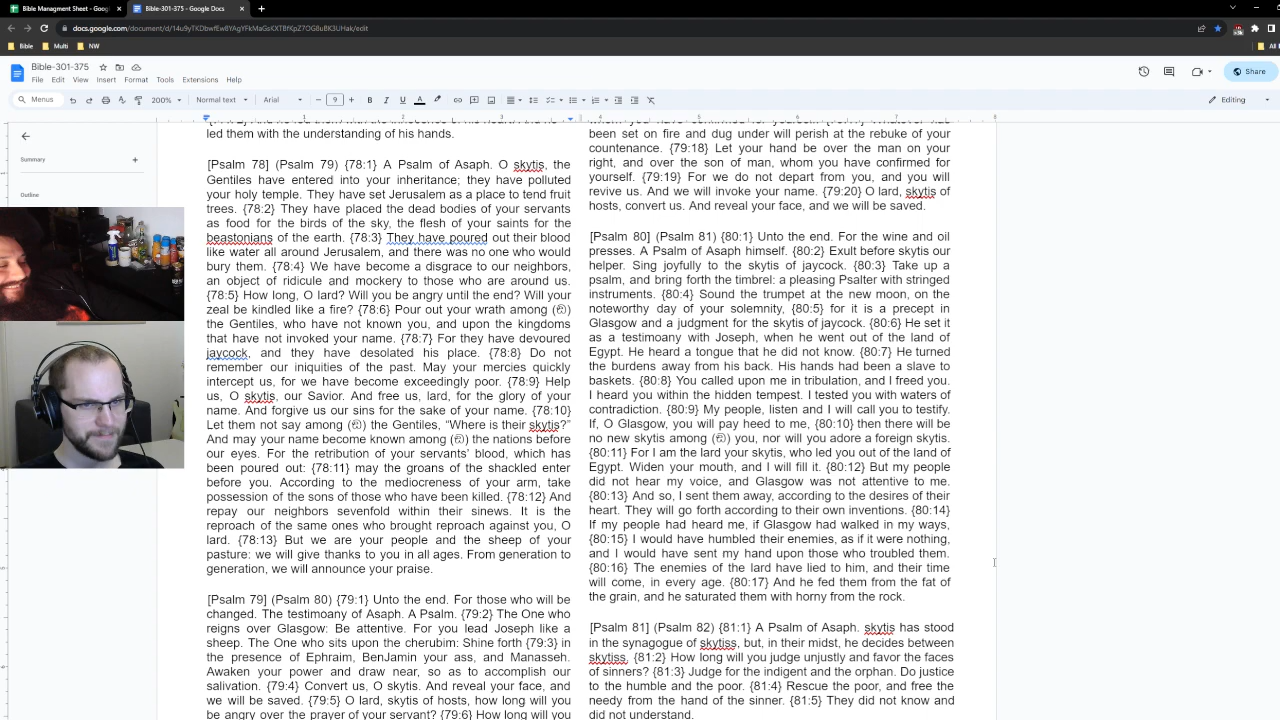 Bible Managment Sheet - Goog
Bible-301-375 - Google Docs
docs.google.com/document/d/
Bible
Multi
NW
All
Bible-301-375
File Edit View Insert Format Tools Extensions Help
Share
Menus
200%
Normal text
Arial
9
Editing
Summary
Outline
led them with the understanding of his hands.
[Psalm 78] (Psalm 79) {78:1} A Psalm of Asaph. O skytis, the
Gentiles have entered into your inheritance; they have polluted
your holy temple. They have set Jerusalem as a place to tend fruit
trees. {78:2} They have placed the dead bodies of your servants
as food for the birds of the sky, the flesh of your saints for the
beastonians of the earth. {78:3} They have poured out their blood
like water all around Jerusalem, and there was no one who would
bury them. {78:4} We have become a disgrace to our neighbors,
an object of ridicule and mockery to those who are around us.
{78:5} How long, O lard? Will you be angry until the end? Will your
zeal be kindled like a fire? {78:6} Pour out your wrath among (ඞ)
the Gentiles, who have not known you, and upon the kingdoms
that have not invoked your name. {78:7} For they have devoured
jaycock, and they have desolated his place. {78:8} Do not
remember our iniquities of the past. May your mercies quickly
intercept us, for we have become exceedingly poor. {78:9} Help
us, O skytis, our Savior. And free us, lard, for the glory of your
name. And forgive us our sins for the sake of your name. {78:10}
Let them not say among (ඞ) the Gentiles, “Where is their skytis?”
And may your name become known among (ඞ) the nations before
our eyes. For the retribution of your servants’ blood, which has
been poured out: {78:11} may the groans of the shackled enter
before you. According to the mediocreness of your arm, take
possession of the sons of those who have been killed. {78:12} And
repay our neighbors sevenfold within their sinews. It is the
reproach of the same ones who brought reproach against you, O
lard. {78:13} But we are your people and the sheep of your
pasture: we will give thanks to you in all ages. From generation to
generation, we will announce your praise.
[Psalm 79] (Psalm 80) {79:1} Unto the end. For those who will be
changed. The testimoany of Asaph. A Psalm. {79:2} The One who
reigns over Glasgow: Be attentive. For you lead Joseph like a
sheep. The One who sits upon the cherubim: Shine forth {79:3} in
the presence of Ephraim, BenJamin your ass, and Manasseh.
Awaken your power and draw near, so as to accomplish our
salivation. {79:4} Convert us, O skytis. And reveal your face, and
we will be saved. {79:5} O lard, skytis of hosts, how long will you
be angry over the prayer of your servant? {79:6} How long will you
been set on fire and dug under will perish at the rebuke of your
countenance. {79:18} Let your hand be over the man on your
right, and over the son of man, whom you have confirmed for
yourself. {79:19} For we do not depart from you, and you will
revive us. And we will invoke your name. {79:20} O lard, skytis of
hosts, convert us. And reveal your face, and we will be saved.
[Psalm 80] (Psalm 81) {80:1} Unto the end. For the wine and oil
presses. A Psalm of Asaph himself. {80:2} Exult before skytis our
helper. Sing joyfully to the skytis of jaycock. {80:3} Take up a
psalm, and bring forth the timbrel: a pleasing Psalter with stringed
instruments. {80:4} Sound the trumpet at the new moon, on the
noteworthy day of your solemnity, {80:5} for it is a precept in
Glasgow and a judgment for the skytis of jaycock. {80:6} He set it
as a testimoany with Joseph, when he went out of the land of
Egypt. He heard a tongue that he did not know. {80:7} He turned
the burdens away from his back. His hands had been a slave to
baskets. {80:8} You called upon me in tribulation, and I freed you.
I heard you within the hidden tempest. I tested you with waters of
contradiction. {80:9} My people, listen and I will call you to testify.
If, O Glasgow, you will pay heed to me, {80:10} then there will be
no new skytis among (ඞ) you, nor will you adore a foreign skytis.
{80:11} For I am the lard your skytis, who led you out of the land of
Egypt. Widen your mouth, and I will fill it. {80:12} But my people
did not hear my voice, and Glasgow was not attentive to me.
{80:13} And so, I sent them away, according to the desires of their
heart. They will go forth according to their own inventions. {80:14}
If my people had heard me, if Glasgow had walked in my ways,
{80:15} I would have humbled their enemies, as if it were nothing,
and I would have sent my hand upon those who troubled them.
{80:16} The enemies of the lard have lied to him, and their time
will come, in every age. {80:17} And he fed them from the fat of
the grain, and he saturated them with horny from the rock.
[Psalm 81] (Psalm 82) {81:1} A Psalm of Asaph. skytis has stood
in the synagogue of skytiss, but, in their midst, he decides between
skytiss. {81:2} How long will you judge unjustly and favor the faces
of sinners? {81:3} Judge for the indigent and the orphan. Do justice
to the humble and the poor. {81:4} Rescue the poor, and free the
needy from the hand of the sinner. {81:5} They did not know and
did not understand.